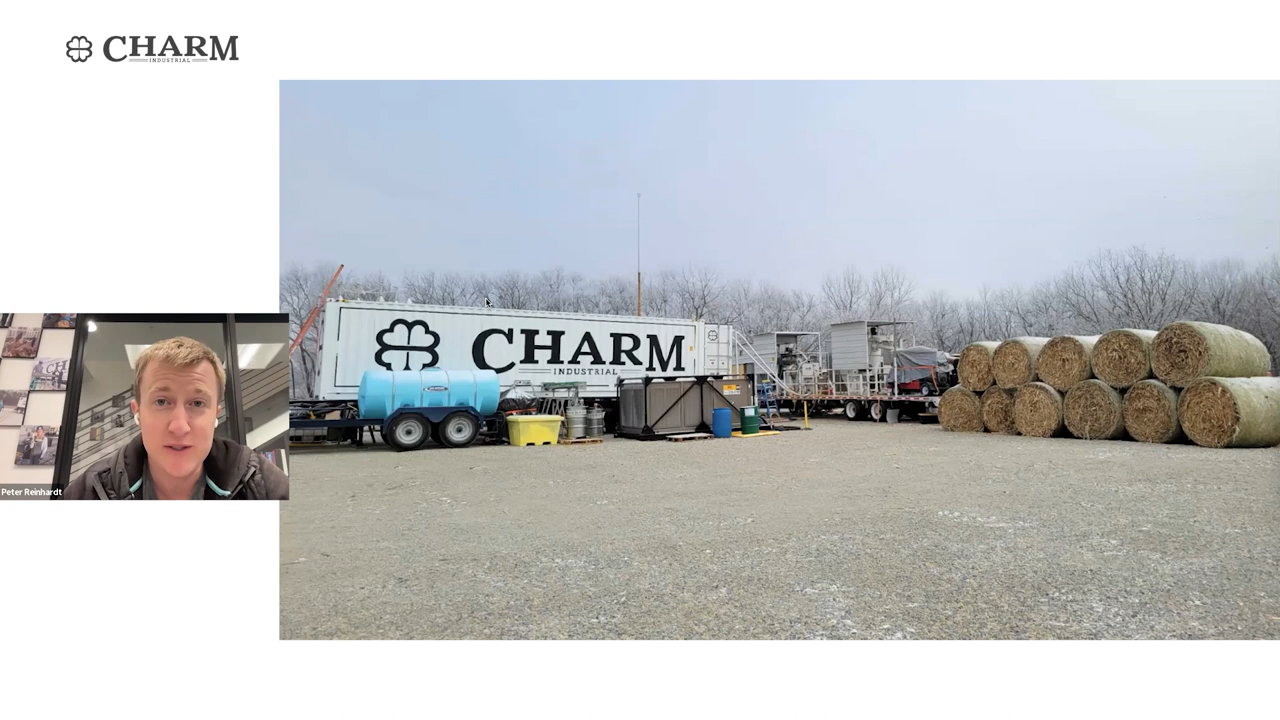 CHARM
INDUSTRIAL
CHARM
INDUSTRIAL
Peter Reinhardt